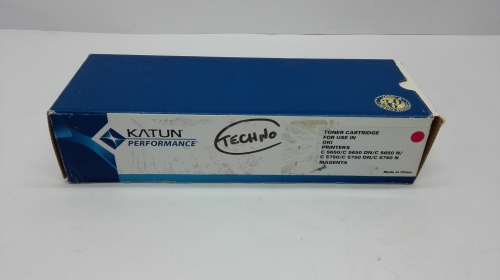 KATUN
PERFORMANCE
TECHNO
TONER CARTRIDGE
FOR USE IN
OKI
PRINTERS
C 5650/C 5650 DN/C 5650 N/
C 5750/C 5750 DN/C 5750 N
MAGENTA
Made in China